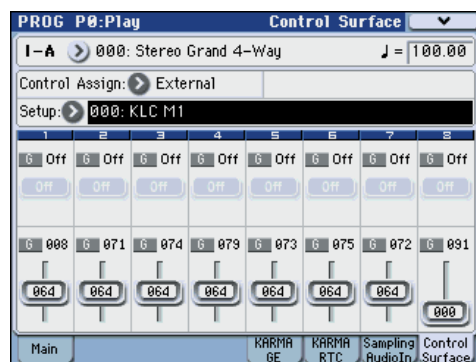 PROG P0:Play Control Surface
I-A 000: Stereo Grand 4-Way ♩= 100.00
Control Assign: External
Setup: 000: KLC M1
1 2 3 4 5 6 7 8
G Off G Off G Off G Off G Off G Off G Off G Off
Off Off Off Off Off Off Off Off
G 008 G 071 G 074 G 079 G 073 G 075 G 072 G 091
064 064 064 064 064 064 064 000
Main KARMA GE KARMA RTC Sampling AudioIn Control Surface